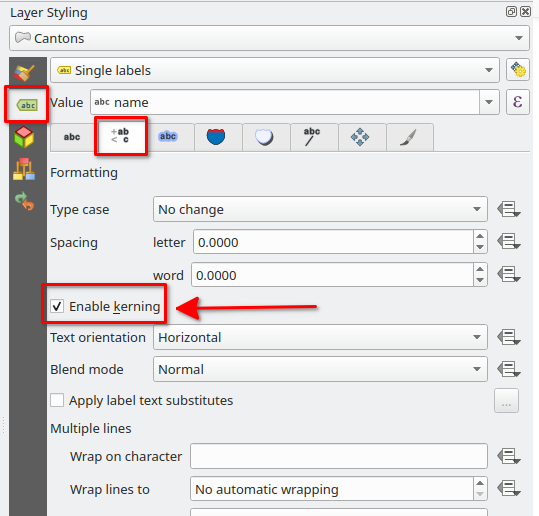 Layer Styling
Cantons
Single labels
Value abc name
abc +ab < c abc abc
Formatting
Type case No change
Spacing letter 0.0000
word 0.0000
Enable kerning
Text orientation Horizontal
Blend mode Normal
Apply label text substitutes ...
Multiple lines
Wrap on character
Wrap lines to No automatic wrapping